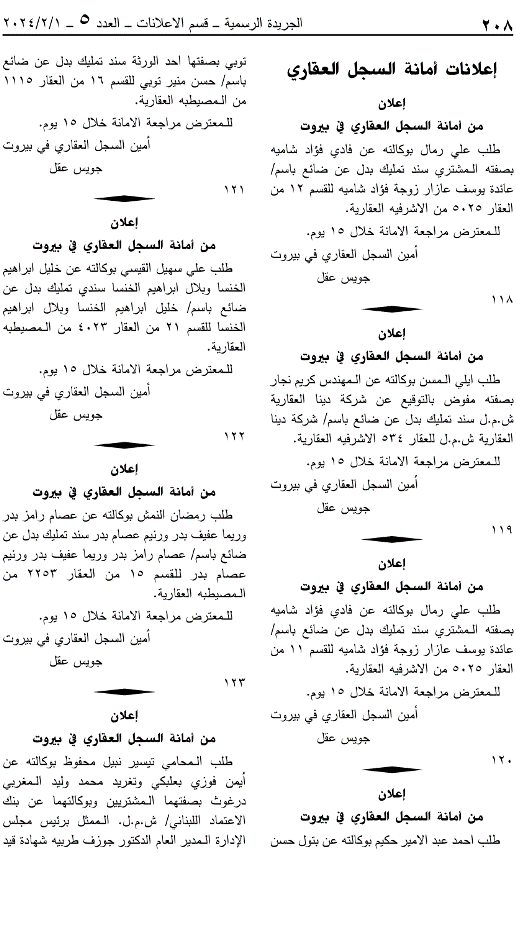 ٢٠٨
الجريدة الرسمية – قسم الاعلانات – العدد ٥ – ٢٠٢٤/٢/١
إعلانات أمانة السجل العقاري
إعلان
من أمانة السجل العقاري في بيروت
طلب علي رمال بوكالته عن فادي فؤاد شاميه
بصفته المشتري سند تمليك بدل عن ضائع باسم/
عائدة يوسف عازار زوجة فؤاد شاميه للقسم ١٢ من
العقار ٥٠٢٥ من الاشرفيه العقارية.
للمعترض مراجعة الامانة خلال ١٥ يوم.
أمين السجل العقاري في بيروت
جويس عقل
١١٨
إعلان
من أمانة السجل العقاري في بيروت
طلب ايلي المسن بوكالته عن المهندس كريم نجار
بصفته مفوض بالتوقيع عن شركة دينا العقارية
ش.م.ل سند تمليك بدل عن ضائع باسم/ شركة دينا
العقارية ش.م.ل للعقار ٥٣٤ الاشرفيه العقارية.
للمعترض مراجعة الامانة خلال ١٥ يوم.
أمين السجل العقاري في بيروت
جويس عقل
١١٩
إعلان
من أمانة السجل العقاري في بيروت
طلب علي رمال بوكالته عن فادي فؤاد شاميه
بصفته المشتري سند تمليك بدل عن ضائع باسم/
عائدة يوسف عازار زوجة فؤاد شاميه للقسم ١١ من
العقار ٥٠٢٥ من الاشرفيه العقارية.
للمعترض مراجعة الامانة خلال ١٥ يوم.
أمين السجل العقاري في بيروت
جويس عقل
١٢٠
إعلان
من أمانة السجل العقاري في بيروت
طلب احمد عبد الامير حكيم بوكالته عن بتول حسن
توبي بصفتها احد الورثة سند تمليك بدل عن ضائع
باسم/ حسن منير توبي للقسم ١٦ من العقار ١١١٥
من المصيطبه العقارية.
للمعترض مراجعة الامانة خلال ١٥ يوم.
أمين السجل العقاري في بيروت
جويس عقل
١٢١
إعلان
من أمانة السجل العقاري في بيروت
طلب علي سهيل القيسي بوكالته عن خليل ابراهيم
الخنسا وبلال ابراهيم الخنسا سندي تمليك بدل عن
ضائع باسم/ خليل ابراهيم الخنسا وبلال ابراهيم
الخنسا للقسم ٢١ من العقار ٤٠٢٣ من المصيطبه
العقارية.
للمعترض مراجعة الامانة خلال ١٥ يوم.
أمين السجل العقاري في بيروت
جويس عقل
١٢٢
إعلان
من أمانة السجل العقاري في بيروت
طلب رمضان النمش بوكالته عن عصام رامز بدر
وريما عفيف بدر ورنيم عصام بدر سند تمليك بدل عن
ضائع باسم/ عصام رامز بدر وريما عفيف بدر ورنيم
عصام بدر للقسم ١٥ من العقار ٢٢٥٣ من
المصيطبه العقارية.
للمعترض مراجعة الامانة خلال ١٥ يوم.
أمين السجل العقاري في بيروت
جويس عقل
١٢٣
إعلان
من أمانة السجل العقاري في بيروت
طلب المحامي تيسير نبيل محفوظ بوكالته عن
أيمن فوزي بعلبكي وتغريد محمد وليد المغربي
درغوث بصفتهما المشتريين وبوكالتهما عن بنك
الاعتماد اللبناني/ ش.م.ل. الممثل برئيس مجلس
الإدارة المدير العام الدكتور جوزف طربيه شهادة قيد